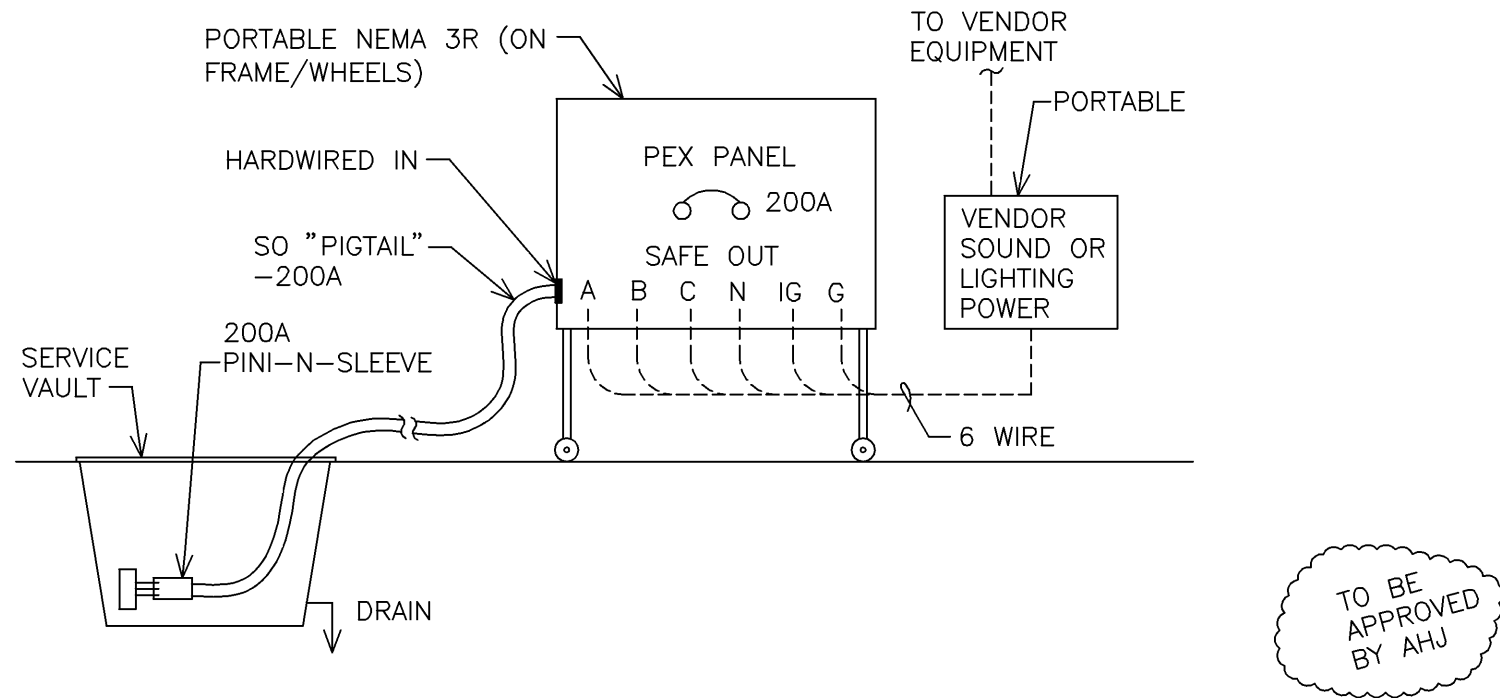 PORTABLE NEMA 3R (ON
FRAME/WHEELS)
TO VENDOR
EQUIPMENT
PORTABLE
HARDWIRED IN
PEX PANEL
200A
SAFE OUT
A B C N IG G
SO "PIGTAIL"
-200A
VENDOR
SOUND OR
LIGHTING
POWER
200A
PINI-N-SLEEVE
SERVICE
VAULT
6 WIRE
DRAIN
TO BE
APPROVED
BY AHJ